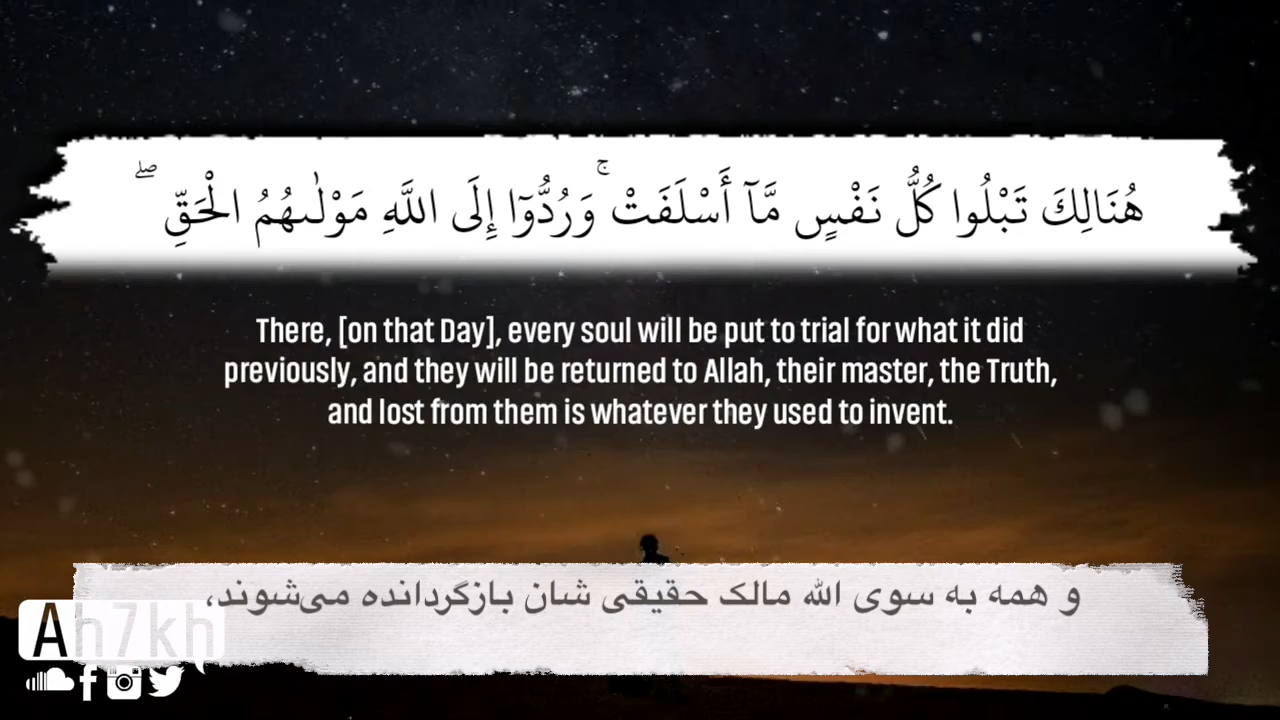 هُنَالِكَ تَبْلُوا كُلُّ نَفْسٍ مَّآ أَسْلَفَتْ ۚ وَرُدُّوٓا إِلَى اللَّهِ مَوْلَىٰهُمُ الْحَقِّ ۖ
There, [on that Day], every soul will be put to trial for what it did
previously, and they will be returned to Allah, their master, the Truth,
and lost from them is whatever they used to invent.
و همه به سوی الله مالک حقیقی شان بازگردانده می‌شوند،
Ah7kh